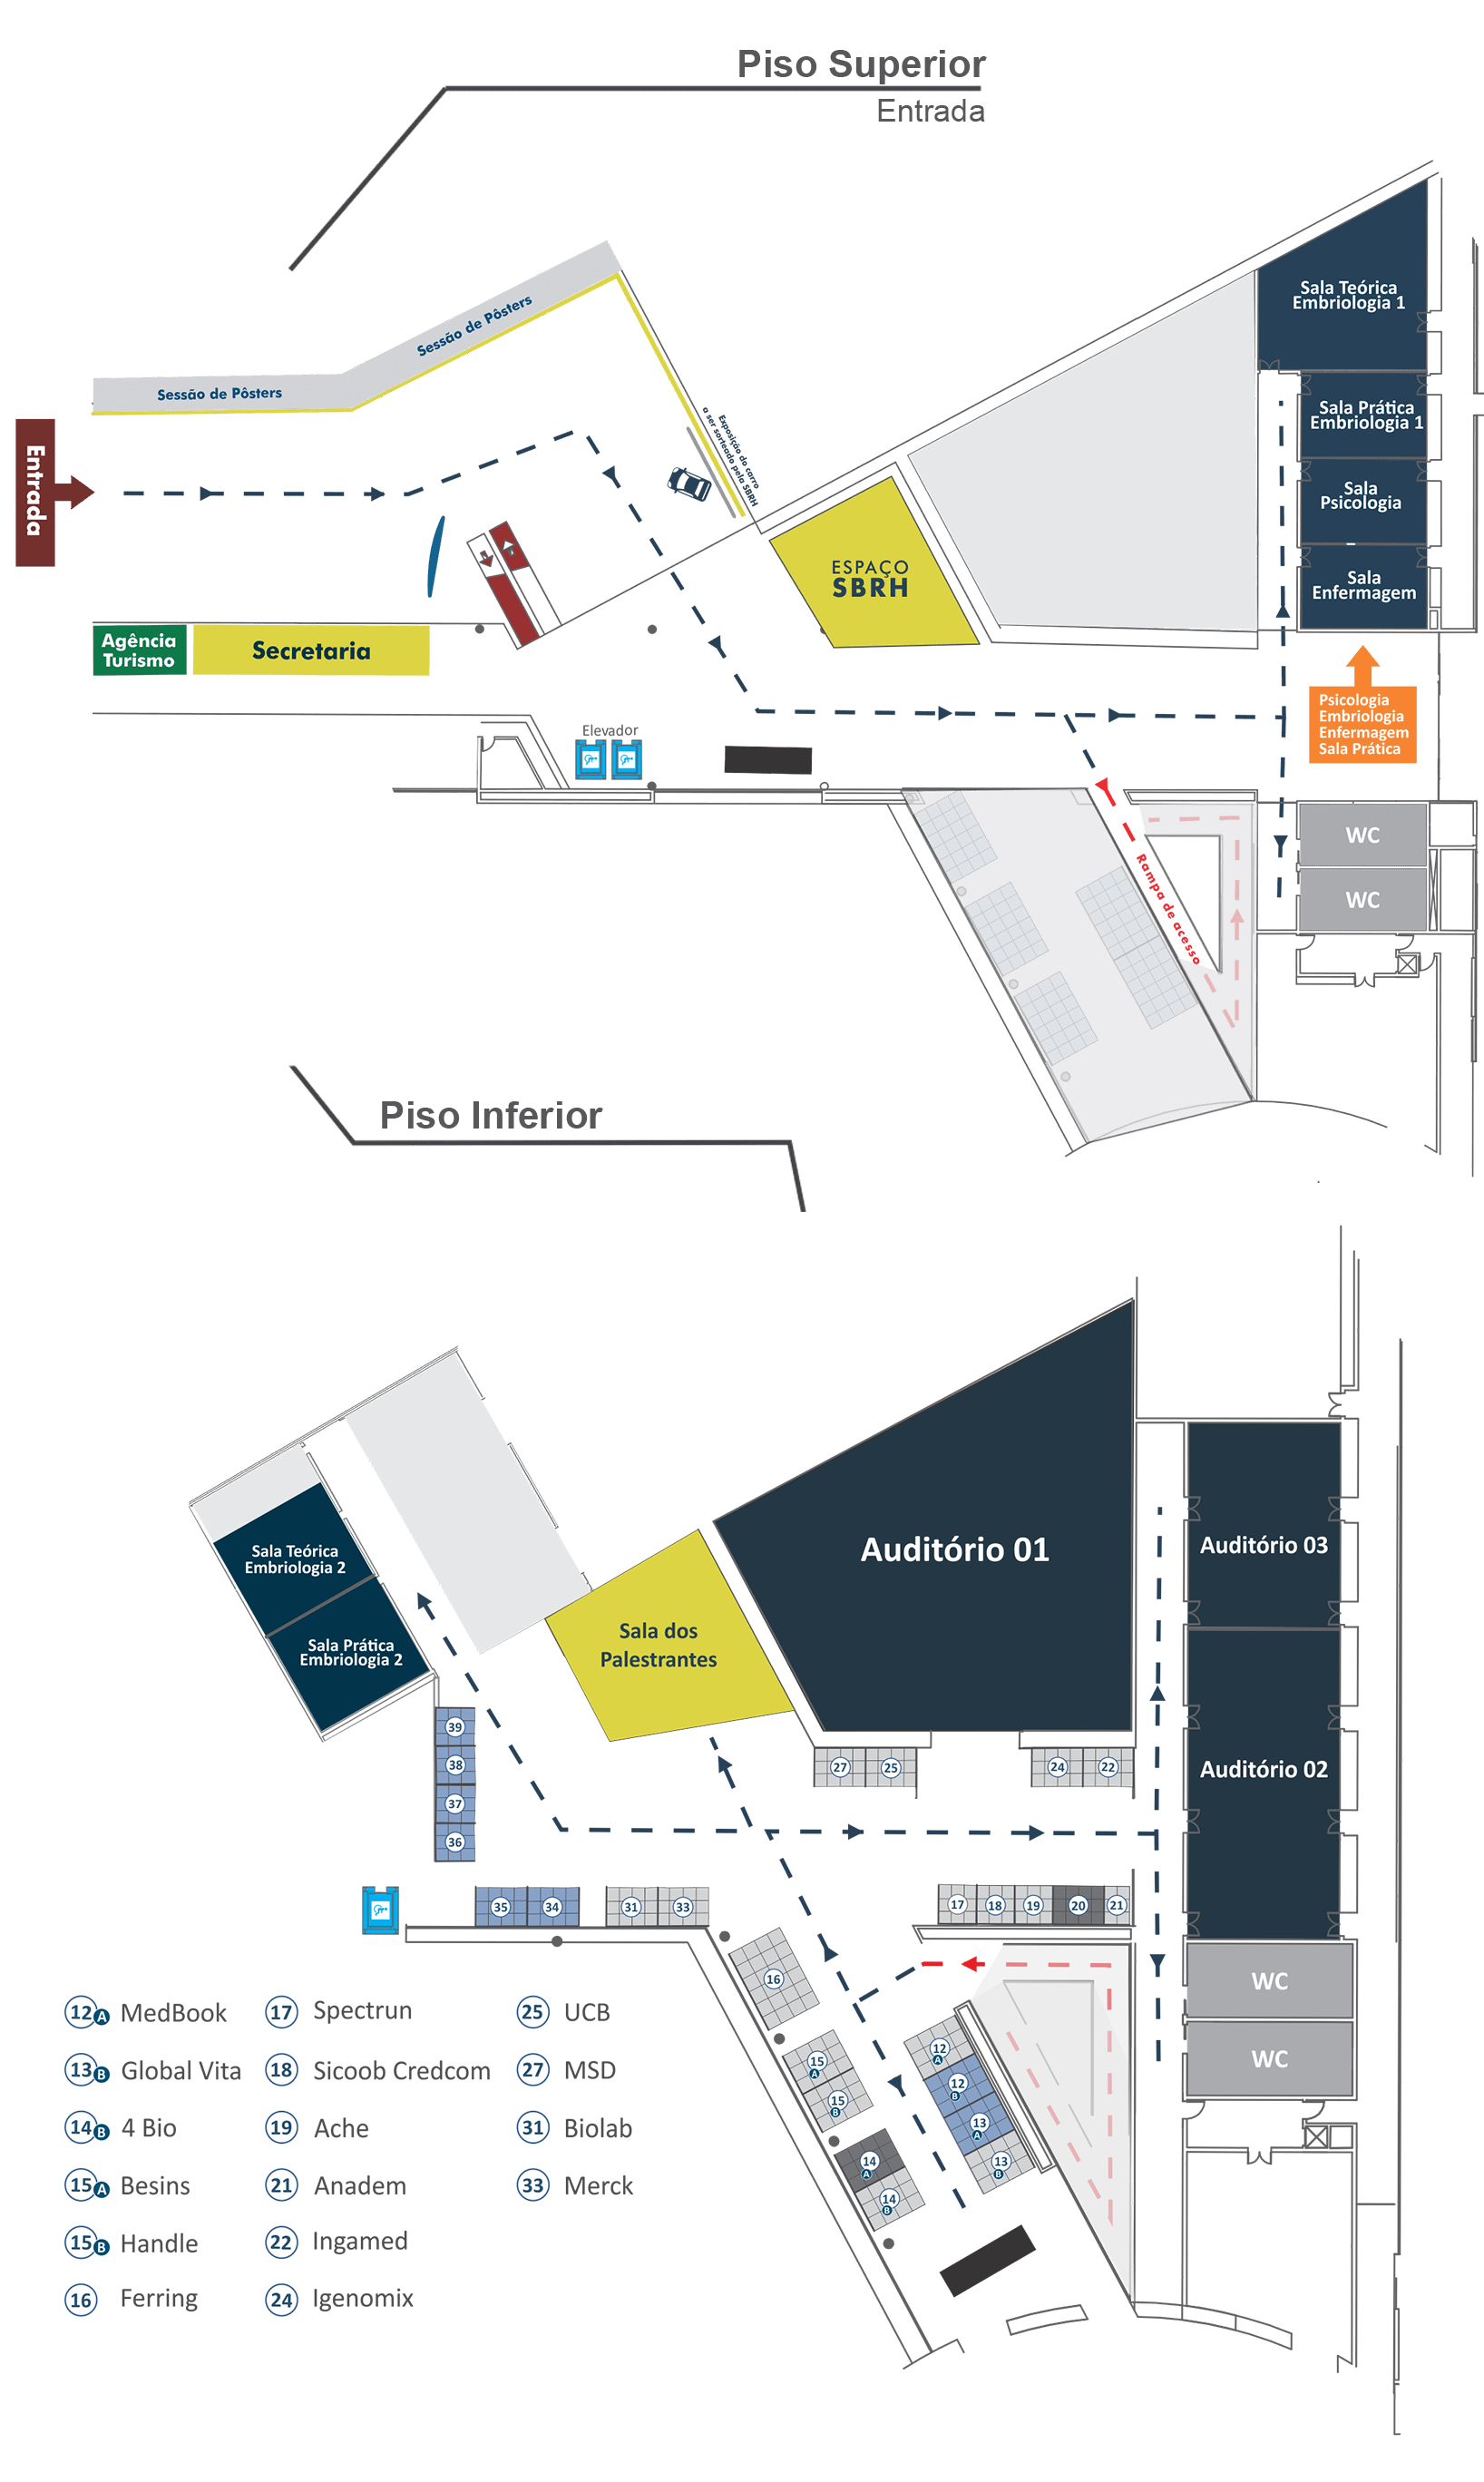 Piso Superior
Entrada
Sala Teórica
Embriologia 1
Sessão de Pôsters
Sessão de Pôsters
Sala Prática
Embriologia 1
Exposição do carro
a ser sorteado pela SBRH
Entrada
Sala
Psicologia
ESPAÇO
SBRH
Sala
Enfermagem
Agência
Turismo
Secretaria
Psicologia
Embriologia
Enfermagem
Sala Prática
Elevador
WC
WC
Rampa de acesso
Piso Inferior
Auditório 01
Auditório 03
Sala Teórica
Embriologia 2
Sala dos
Palestrantes
Sala Prática
Embriologia 2
39
38
37
36
27
25
24
22
Auditório 02
35
34
31
33
17
18
19
20
21
16
WC
WC
15
A
15
B
12
A
12
B
13
A
13
B
14
A
14
B
12 A MedBook
13 B Global Vita
14 B 4 Bio
15 A Besins
15 B Handle
16 Ferring
17 Spectrun
18 Sicoob Credcom
19 Ache
21 Anadem
22 Ingamed
24 Igenomix
25 UCB
27 MSD
31 Biolab
33 Merck